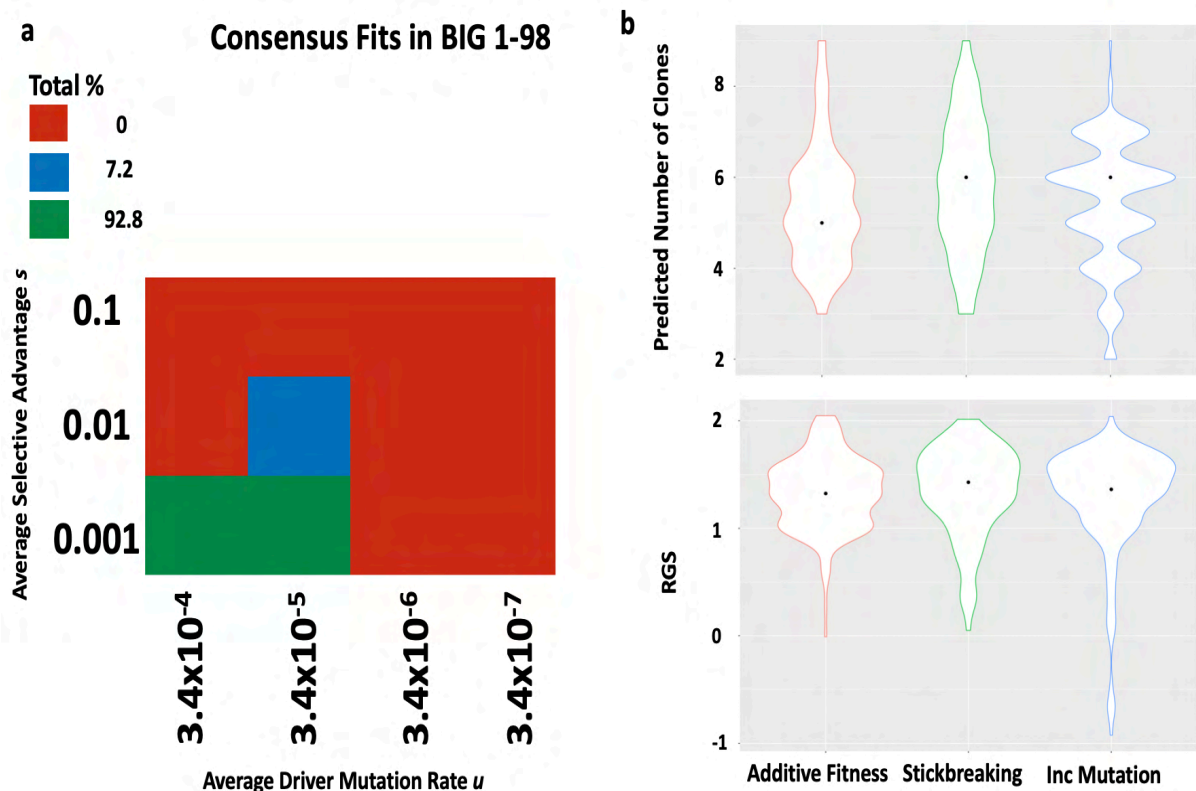 a
Consensus Fits in BIG 1-98
Total %
0
7.2
92.8
Average Selective Advantage s
0.1
0.01
0.001
3.4x10⁻⁴
3.4x10⁻⁵
3.4x10⁻⁶
3.4x10⁻⁷
Average Driver Mutation Rate u
b
Predicted Number of Clones
8
6
4
2
RGS
2
1
0
-1
Additive Fitness
Stickbreaking
Inc Mutation